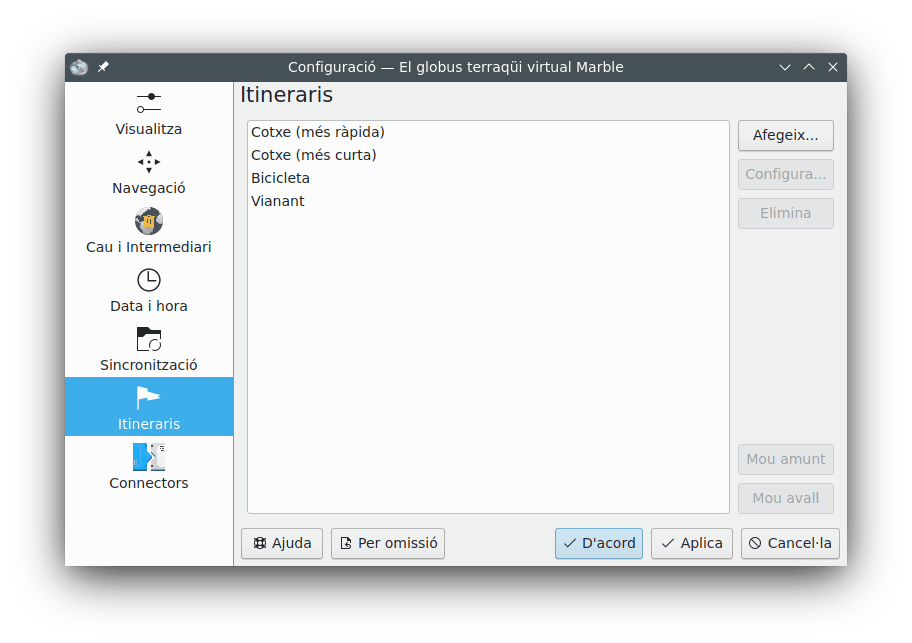 Configuració — El globus terraqüi virtual Marble
Visualitza
Navegació
Cau i Intermediari
Data i hora
Sincronització
Itineraris
Connectors
Itineraris
Cotxe (més ràpida)
Cotxe (més curta)
Bicicleta
Vianant
Afegeix...
Configura...
Elimina
Mou amunt
Mou avall
Ajuda
Per omissió
D'acord
Aplica
Cancel·la